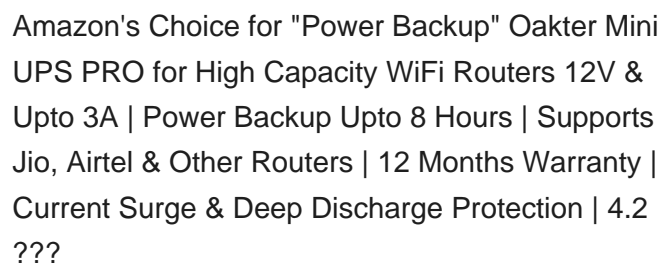 Amazon's Choice for "Power Backup" Oakter Mini
UPS PRO for High Capacity WiFi Routers 12V &
Upto 3A | Power Backup Upto 8 Hours | Supports
Jio, Airtel & Other Routers | 12 Months Warranty |
Current Surge & Deep Discharge Protection | 4.2
???